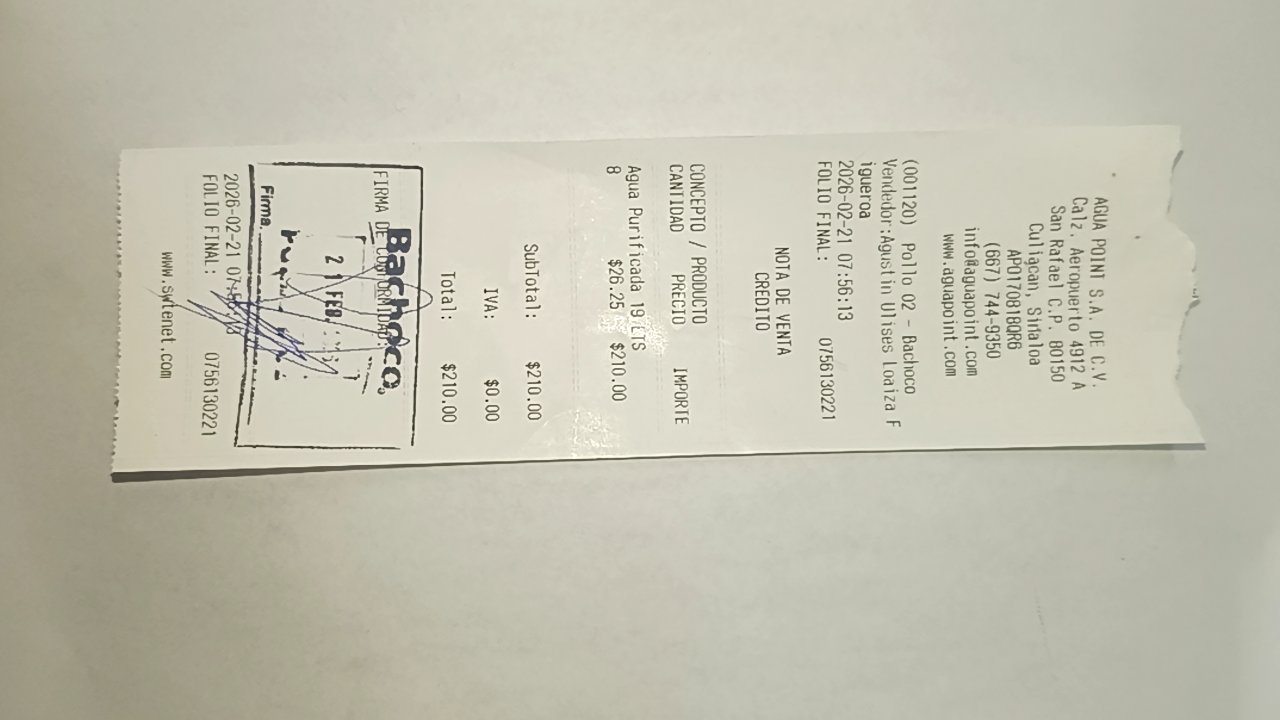 AGUA POINT S.A. DE C.V.
Calz. Aeropuerto 4912 A
San Rafael C.P. 80150
Culiacan, Sinaloa
APO170818QR6
(667) 744-9350
info@aguapoint.com
www.aguapoint.com
(001120) Pollo 02 - Bachoco
Vendedor:Agustin Ulises Loaiza F
igueroa
2026-02-21 07:56:13
FOLIO FINAL: 0756130221
NOTA DE VENTA
CREDITO
CONCEPTO / PRODUCTO
CANTIDAD PRECIO IMPORTE
Agua Purificada 19 LTS
8 $26.25 $210.00
SubTotal: $210.00
IVA: $0.00
Total: $210.00
Bachoco
FIRMA DE CONFORMIDAD
21 FEB.
Firma
2026-02-21
FOLIO FINAL: 0756130221
www.swtenet.com